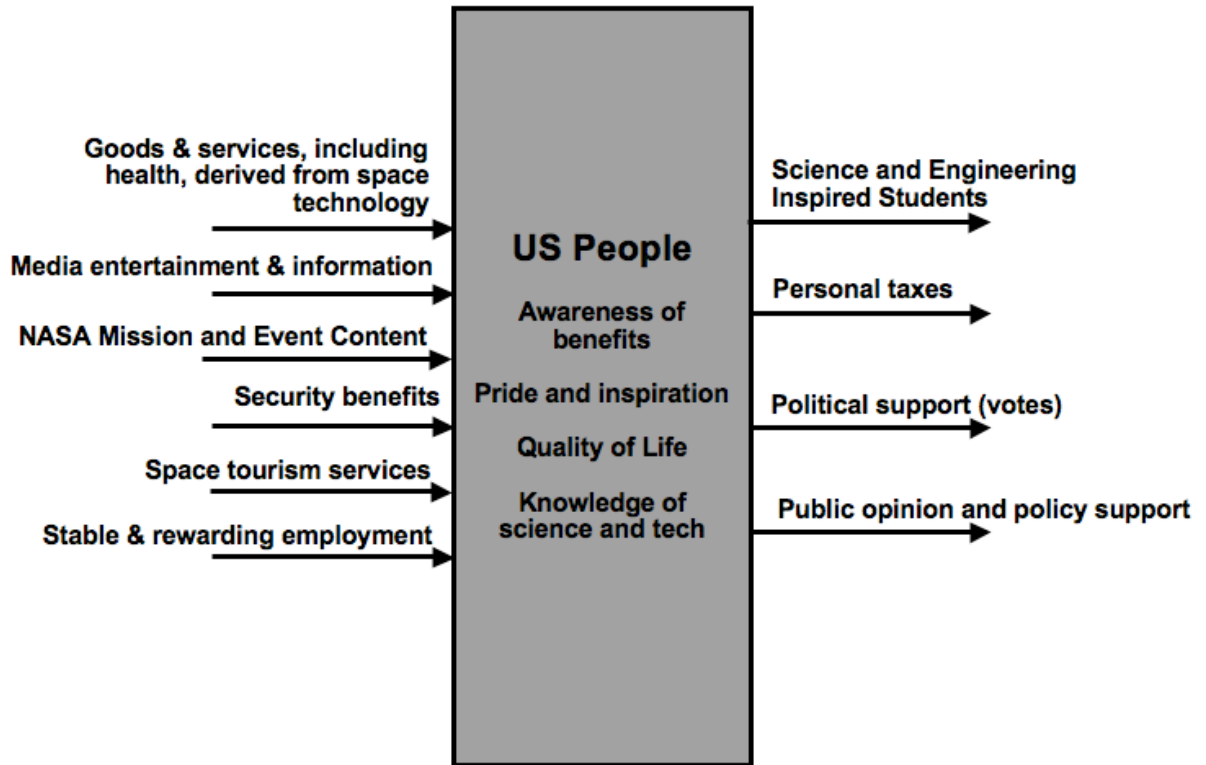 Goods & services, including
health, derived from space
technology
Media entertainment & information
NASA Mission and Event Content
Security benefits
Space tourism services
Stable & rewarding employment
US People
Awareness of
benefits
Pride and inspiration
Quality of Life
Knowledge of
science and tech
Science and Engineering
Inspired Students
Personal taxes
Political support (votes)
Public opinion and policy support